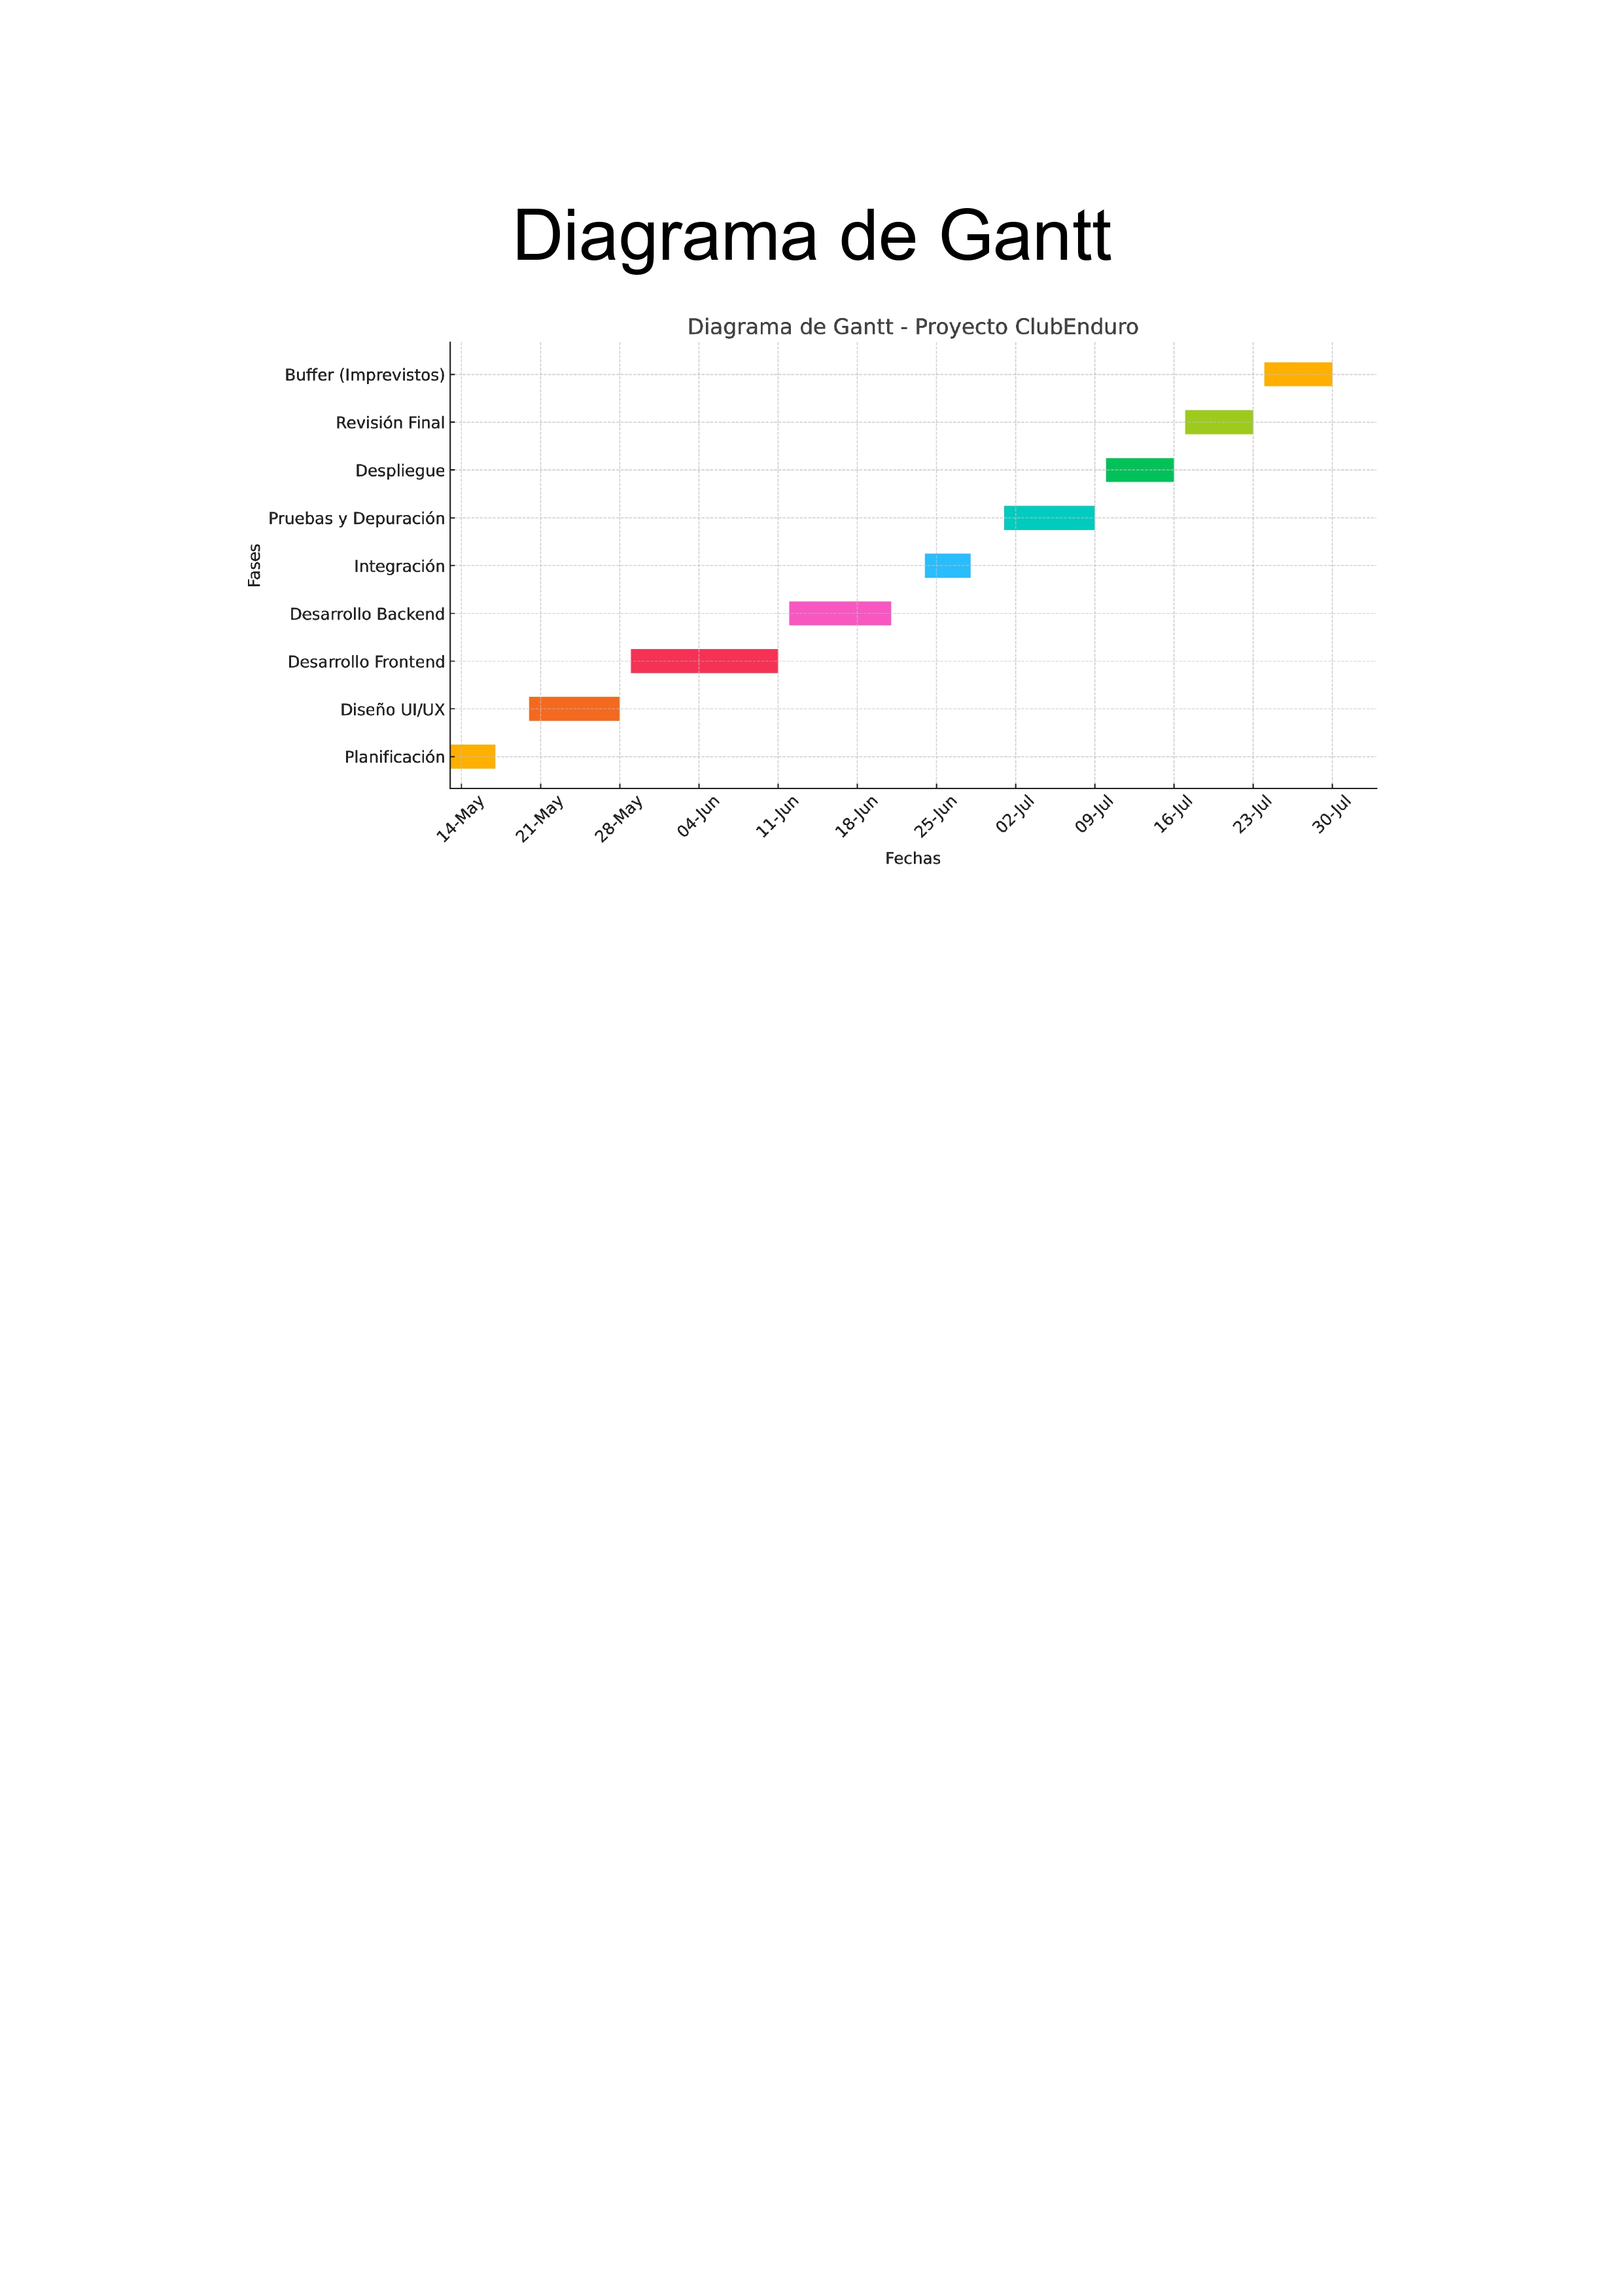 Diagrama de Gantt
Diagrama de Gantt - Proyecto ClubEnduro
Buffer (Imprevistos)
Revisión Final
Despliegue
Pruebas y Depuración
Integración
Desarrollo Backend
Desarrollo Frontend
Diseño UI/UX
Planificación
Fases
14-May
21-May
28-May
04-Jun
11-Jun
18-Jun
25-Jun
02-Jul
09-Jul
16-Jul
23-Jul
30-Jul
Fechas